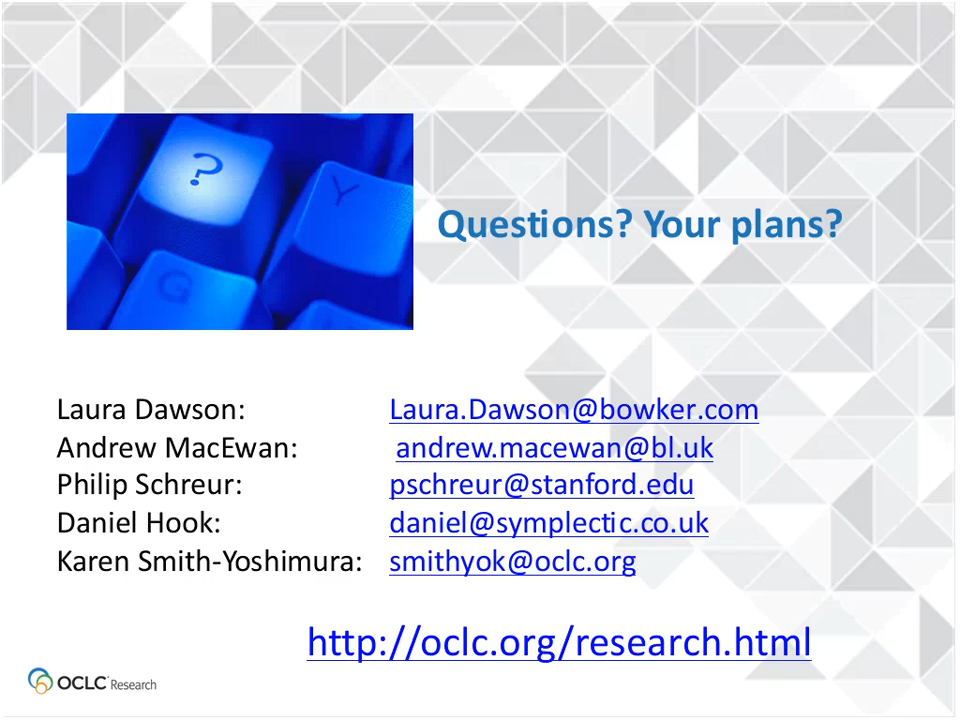 ?
Y
G
Questions? Your plans?
Laura Dawson: Laura.Dawson@bowker.com
Andrew MacEwan: andrew.macewan@bl.uk
Philip Schreur: pschreur@stanford.edu
Daniel Hook: daniel@symplectic.co.uk
Karen Smith-Yoshimura: smithyok@oclc.org
http://oclc.org/research.html
OCLC Research